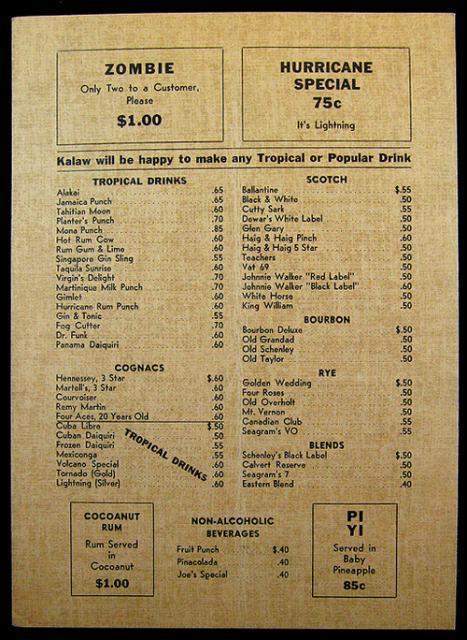 ZOMBIE
Only Two to a Customer,
Please
$1.00
HURRICANE
SPECIAL
75c
It's Lightning
Kalaw will be happy to make any Tropical or Popular Drink
TROPICAL DRINKS
Alakai .65
Jamaica Punch .65
Tahitian Moon .60
Planter's Punch .70
Mona Punch .85
Hot Rum Cow .60
Rum Gum & Lime .60
Singapore Gin Sling .55
Taquila Sunrise .60
Virgin's Delight .70
Martinique Milk Punch .70
Gimlet .60
Hurricane Rum Punch .60
Gin & Tonic .55
Fog Cutter .70
Dr. Funk .60
Panama Daiquiri .60
COGNACS
Hennessey, 3 Star $.60
Martell's, 3 Star .60
Courvoiser .60
Remy Martin .60
Four Aces, 20 Years Old .60
Cuba Libre $.50
Cuban Daiquiri .50
Frozen Daiquiri .55
Mexiconga .55
Volcano Special .60
Tornado (Gold) .60
Lightning (Silver) .60
TROPICAL DRINKS
SCOTCH
Ballantine $.55
Black & White .50
Cutty Sark .55
Dewar's White Label .50
Glen Gary .50
Haig & Haig Pinch .60
Haig & Haig 5 Star .50
Teachers .50
Vat 69 .50
Johnnie Walker "Red Label" .50
Johnnie Walker "Black Label" .60
White Horse .50
King William .50
BOURBON
Bourbon Deluxe $.50
Old Grandad .50
Old Schenley .50
Old Taylor .50
RYE
Golden Wedding $.50
Four Roses .50
Old Overholt .50
Mt. Vernon .50
Canadian Club .55
Seagram's VO .55
BLENDS
Schenley's Black Label $.50
Calvert Reserve .50
Seagram's 7 .50
Eastern Blend .40
COCOANUT
RUM
Rum Served
in
Cocoanut
$1.00
NON-ALCOHOLIC
BEVERAGES
Fruit Punch $.40
Pinacolada .40
Joe's Special .40
PI
YI
Served in
Baby
Pineapple
85c